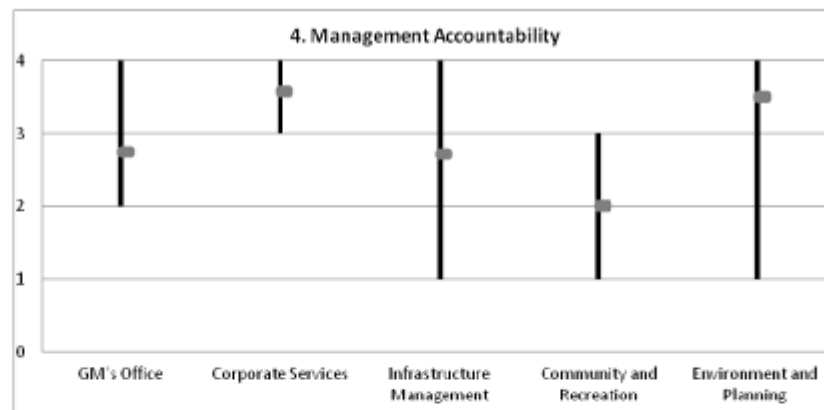 4. Management Accountability
4
3
2
1
0
GM's Office
Corporate Services
Infrastructure
Management
Community and
Recreation
Environment and
Planning